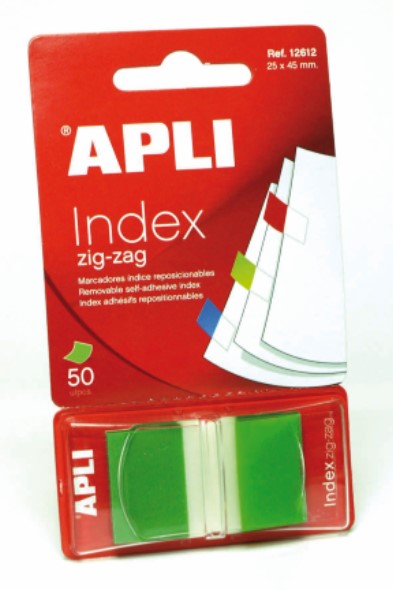 Ref. 12612
25 x 45 mm.
®APLI
Index
zig-zag
Marcadores índice reposicionables
Removable self-adhesive index
Index adhésifs repositionnables
50
APLI
Index zig-zag